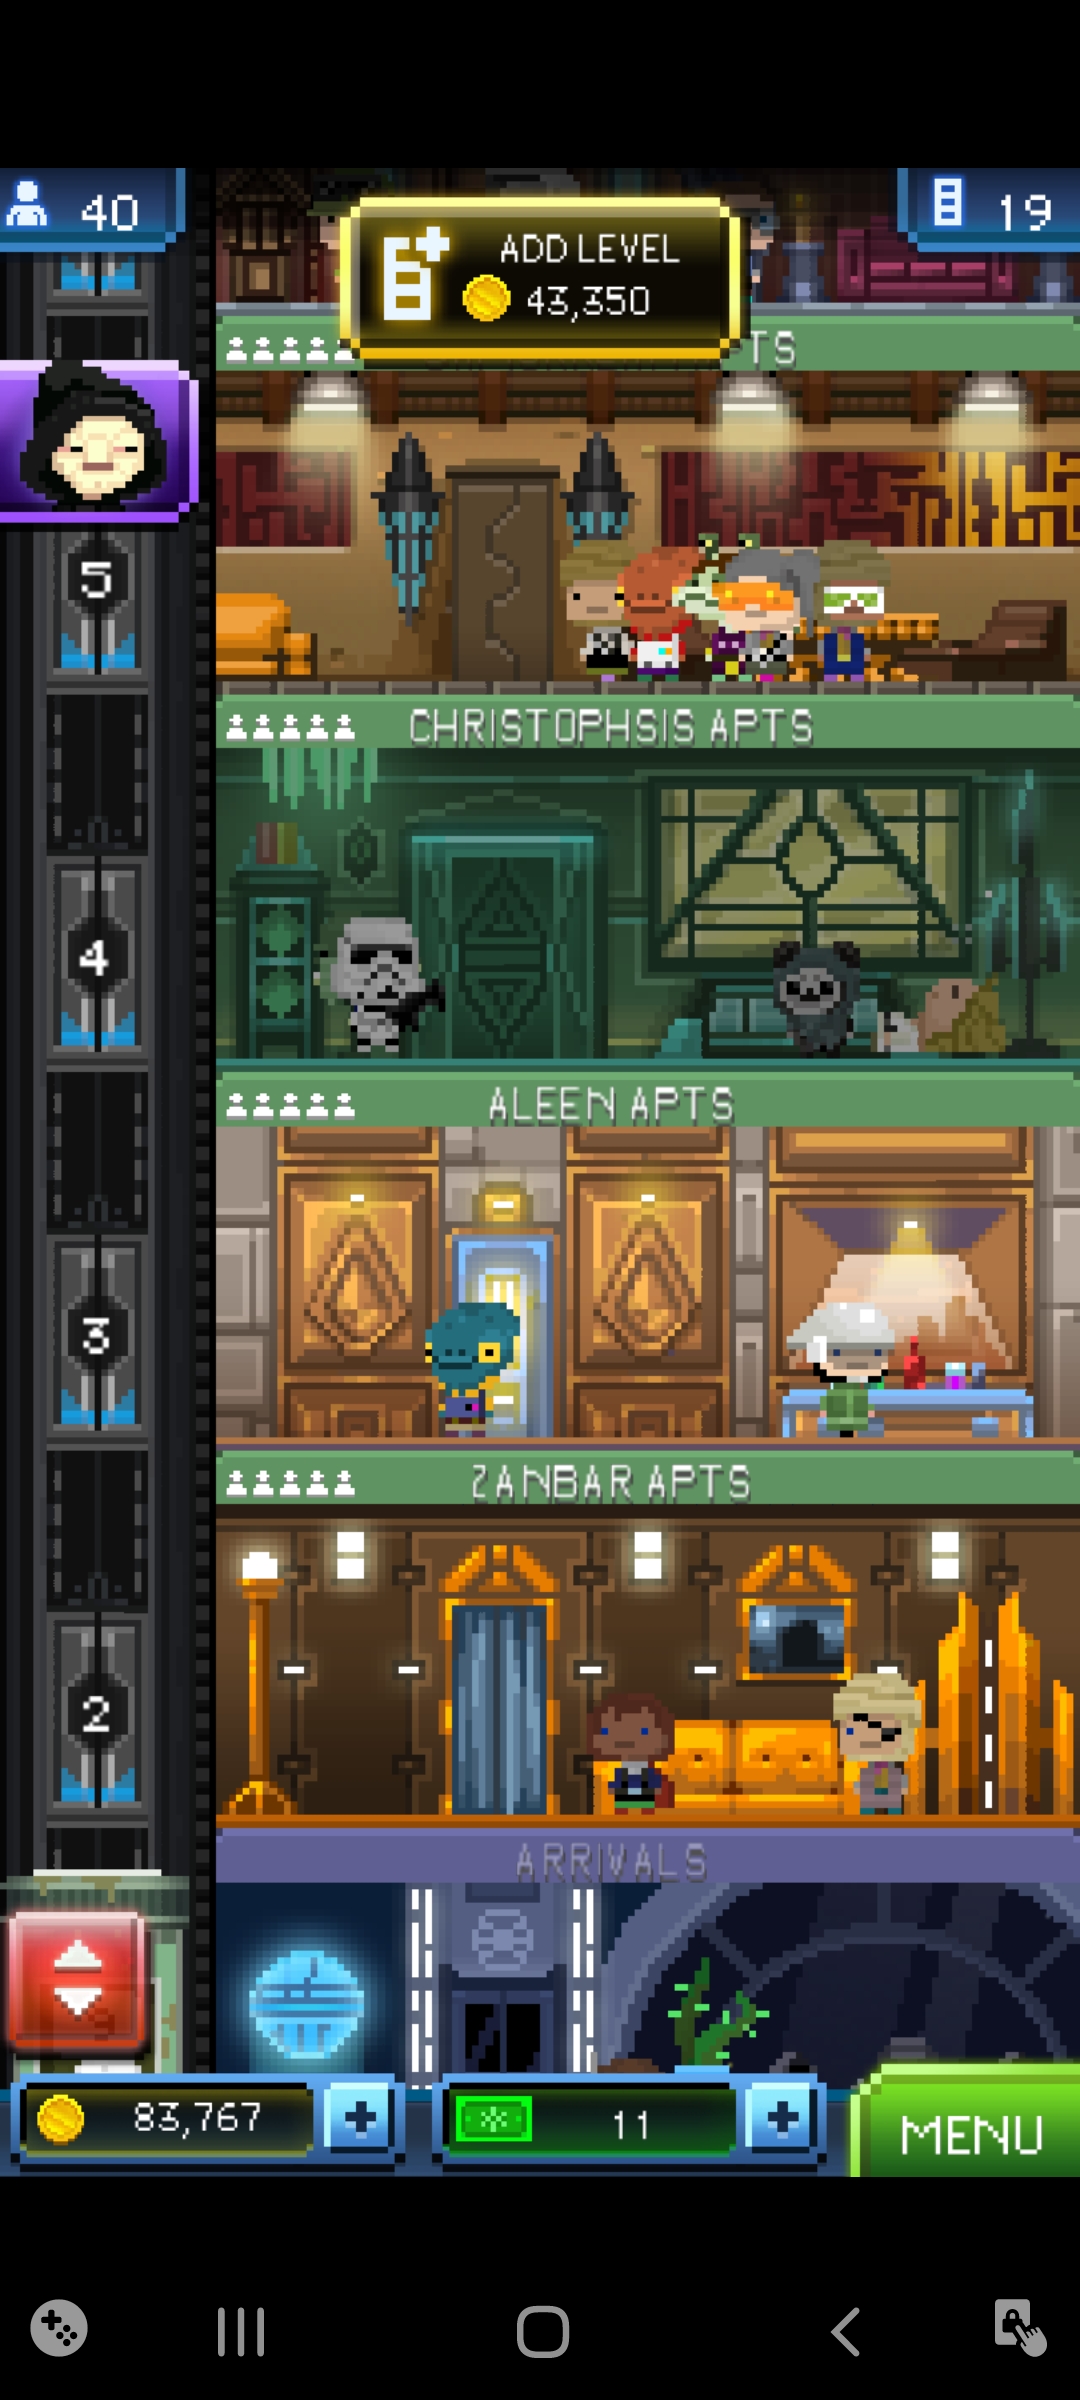 40
19
ADD LEVEL
43,350
TS
5
CHRISTOPHSIS APTS
4
ALEEN APTS
3
ZANBAR APTS
2
ARRIVALS
83,767
11
MENU